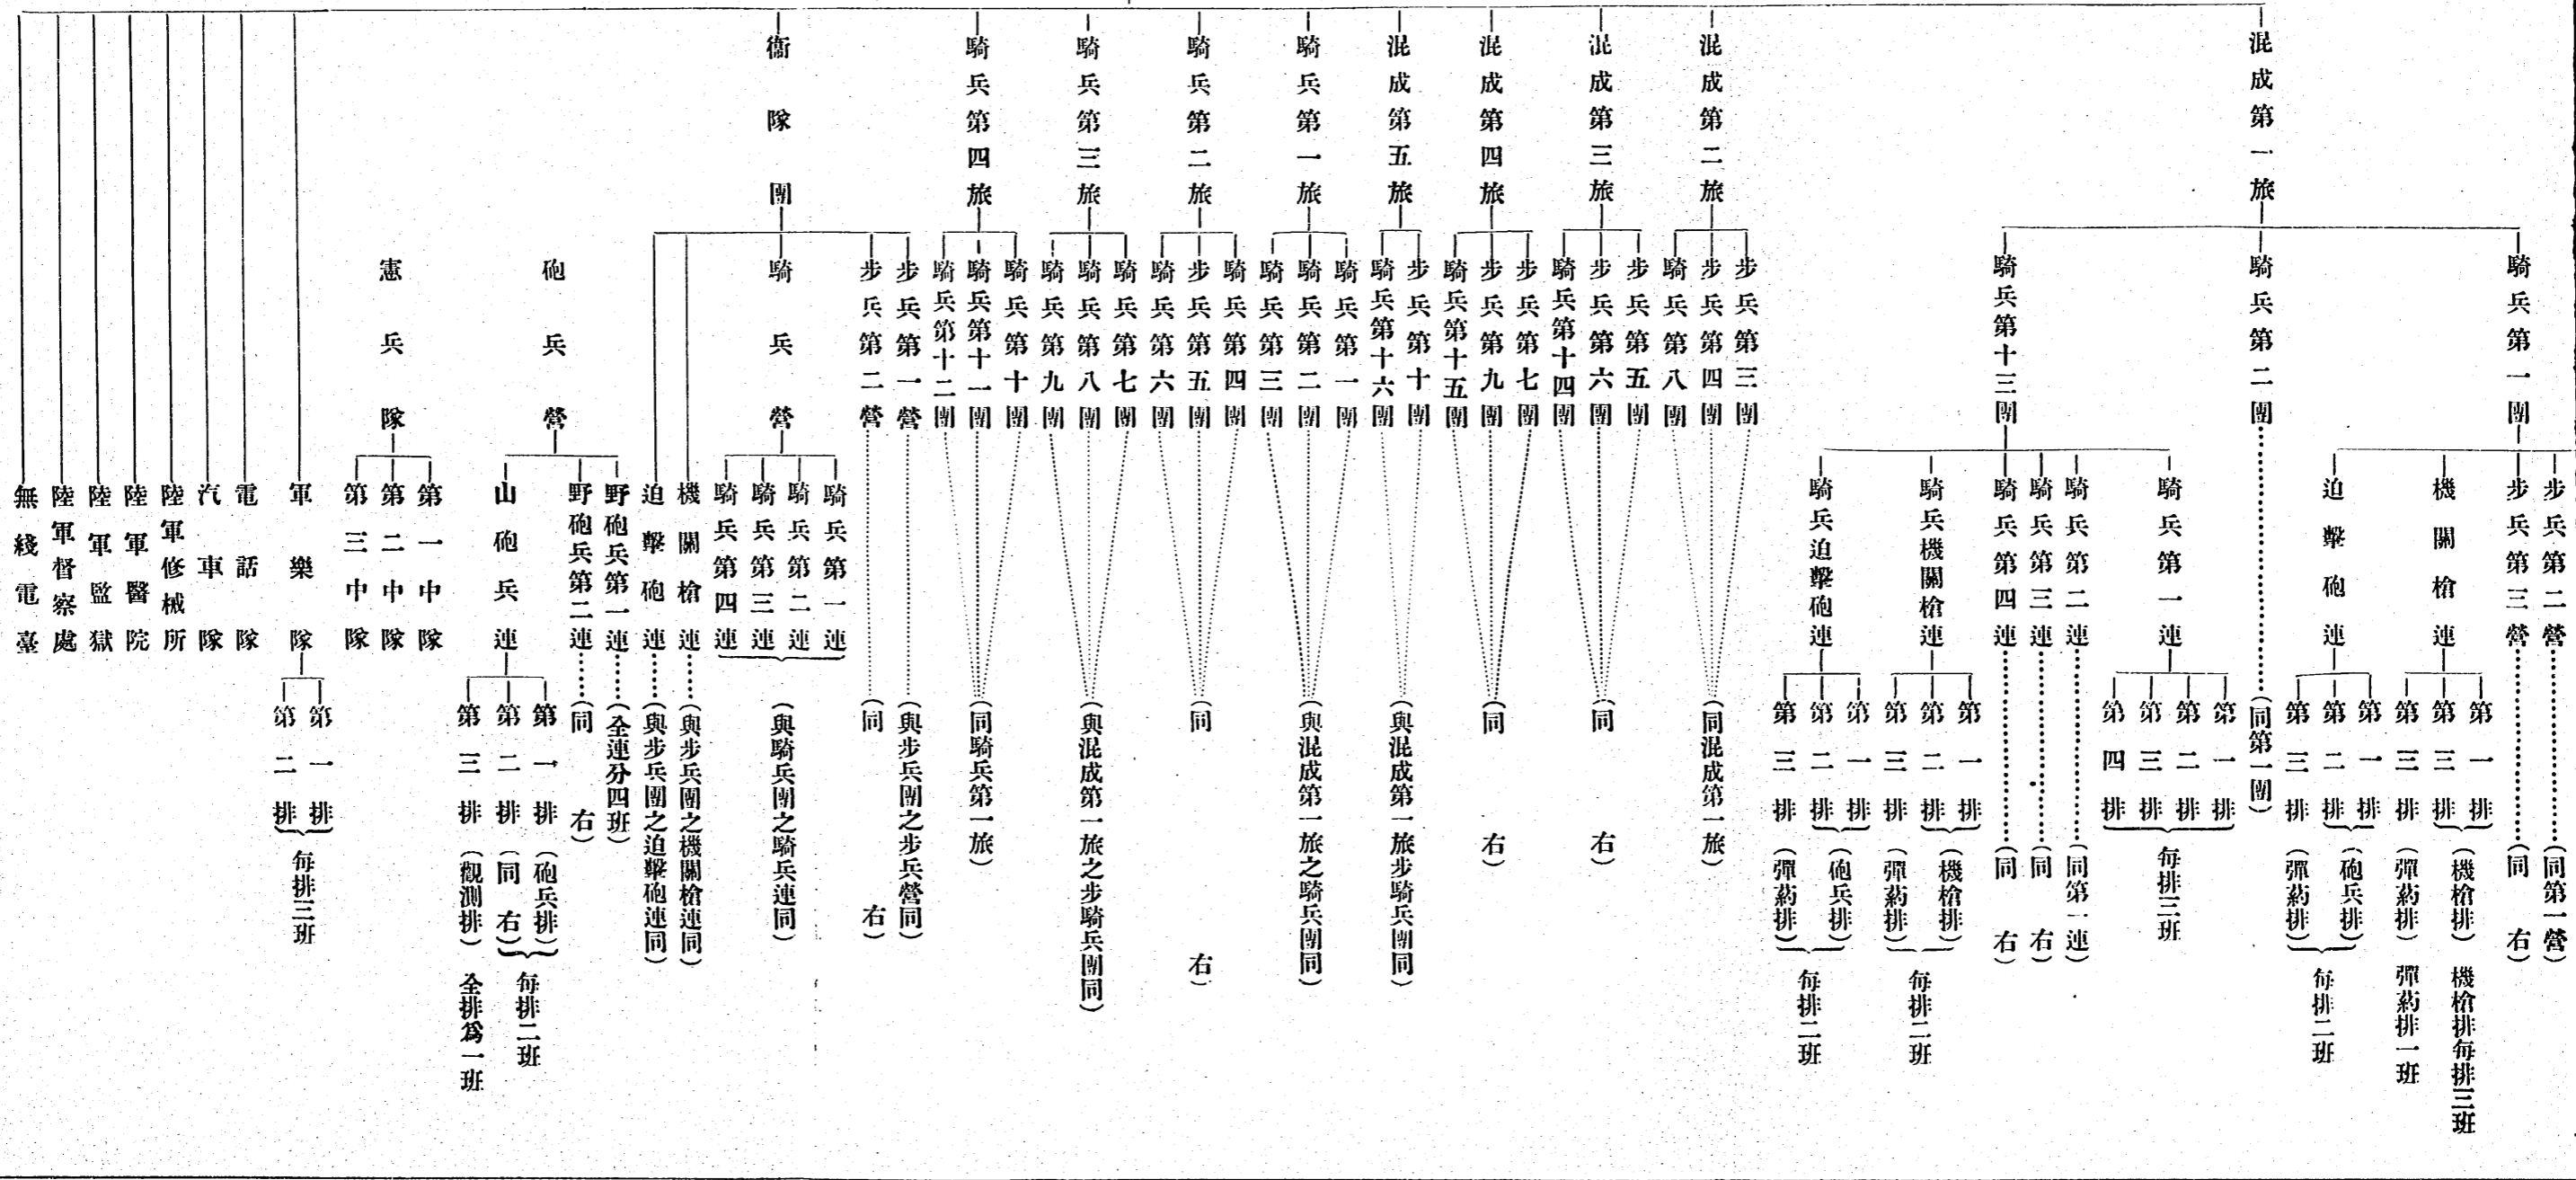 混成第一旅
混成第二旅
混成第三旅
混成第四旅
混成第五旅
騎兵第一旅
騎兵第二旅
騎兵第三旅
騎兵第四旅
衞隊團
騎兵第一團
騎兵第二團
騎兵第十三團
步兵第三團
步兵第四團
騎兵第八團
步兵第五團
步兵第六團
騎兵第十四團
步兵第七團
步兵第九團
騎兵第十五團
步兵第十團
騎兵第十六團
騎兵第一團
騎兵第二團
騎兵第三團
騎兵第四團
步兵第五團
騎兵第六團
騎兵第七團
騎兵第八團
騎兵第九團
騎兵第十團
騎兵第十一團
騎兵第十二團
步兵第一營
步兵第二營
騎兵營
砲兵營
憲兵隊
步兵第二營
步兵第三營
機關槍連
迫擊砲連
騎兵第一連
騎兵第二連
騎兵第三連
騎兵第四連
騎兵機關槍連
騎兵迫擊砲連
騎兵第一連
騎兵第二連
騎兵第三連
騎兵第四連
機關槍連
迫擊砲連
野砲兵第一連
野砲兵第二連
山砲兵連
第一中隊
第二中隊
第三中隊
軍樂隊
電話隊
汽車隊
陸軍修械所
陸軍醫院
陸軍監獄
陸軍督察處
無綫電臺
(同第一營)
(同右)
第一排
第三排
(機槍排)
機槍排每排三班
第三排
(彈葯排)
彈葯排一班
第一排
第二排
(砲兵排)
第三排
(彈葯排)
每排二班
(同第一團)
第一排
第二排
第三排
第四排
每排三班
(同第一連)
(同右)
(同右)
第一排
第二排
(機槍排)
第三排
(彈葯排)
每排二班
第一排
第二排
(砲兵排)
第三排
(彈葯排)
每排二班
(同混成第一旅)
(同右)
(同右)
(與混成第一旅步騎兵團同)
(與混成第一旅之騎兵團同)
(同右)
(與混成第一旅之步騎兵團同)
(同騎兵第一旅)
(與步兵團之步兵營同)
(同右)
(與騎兵團之騎兵連同)
(與步兵團之機關槍連同)
(與步兵團之迫擊砲連同)
(全連分四班)
(同右)
第一排
(砲兵排)
第二排
(同右)
每排二班
第三排
(觀測排)
全排爲一班
第一排
第二排
每排三班